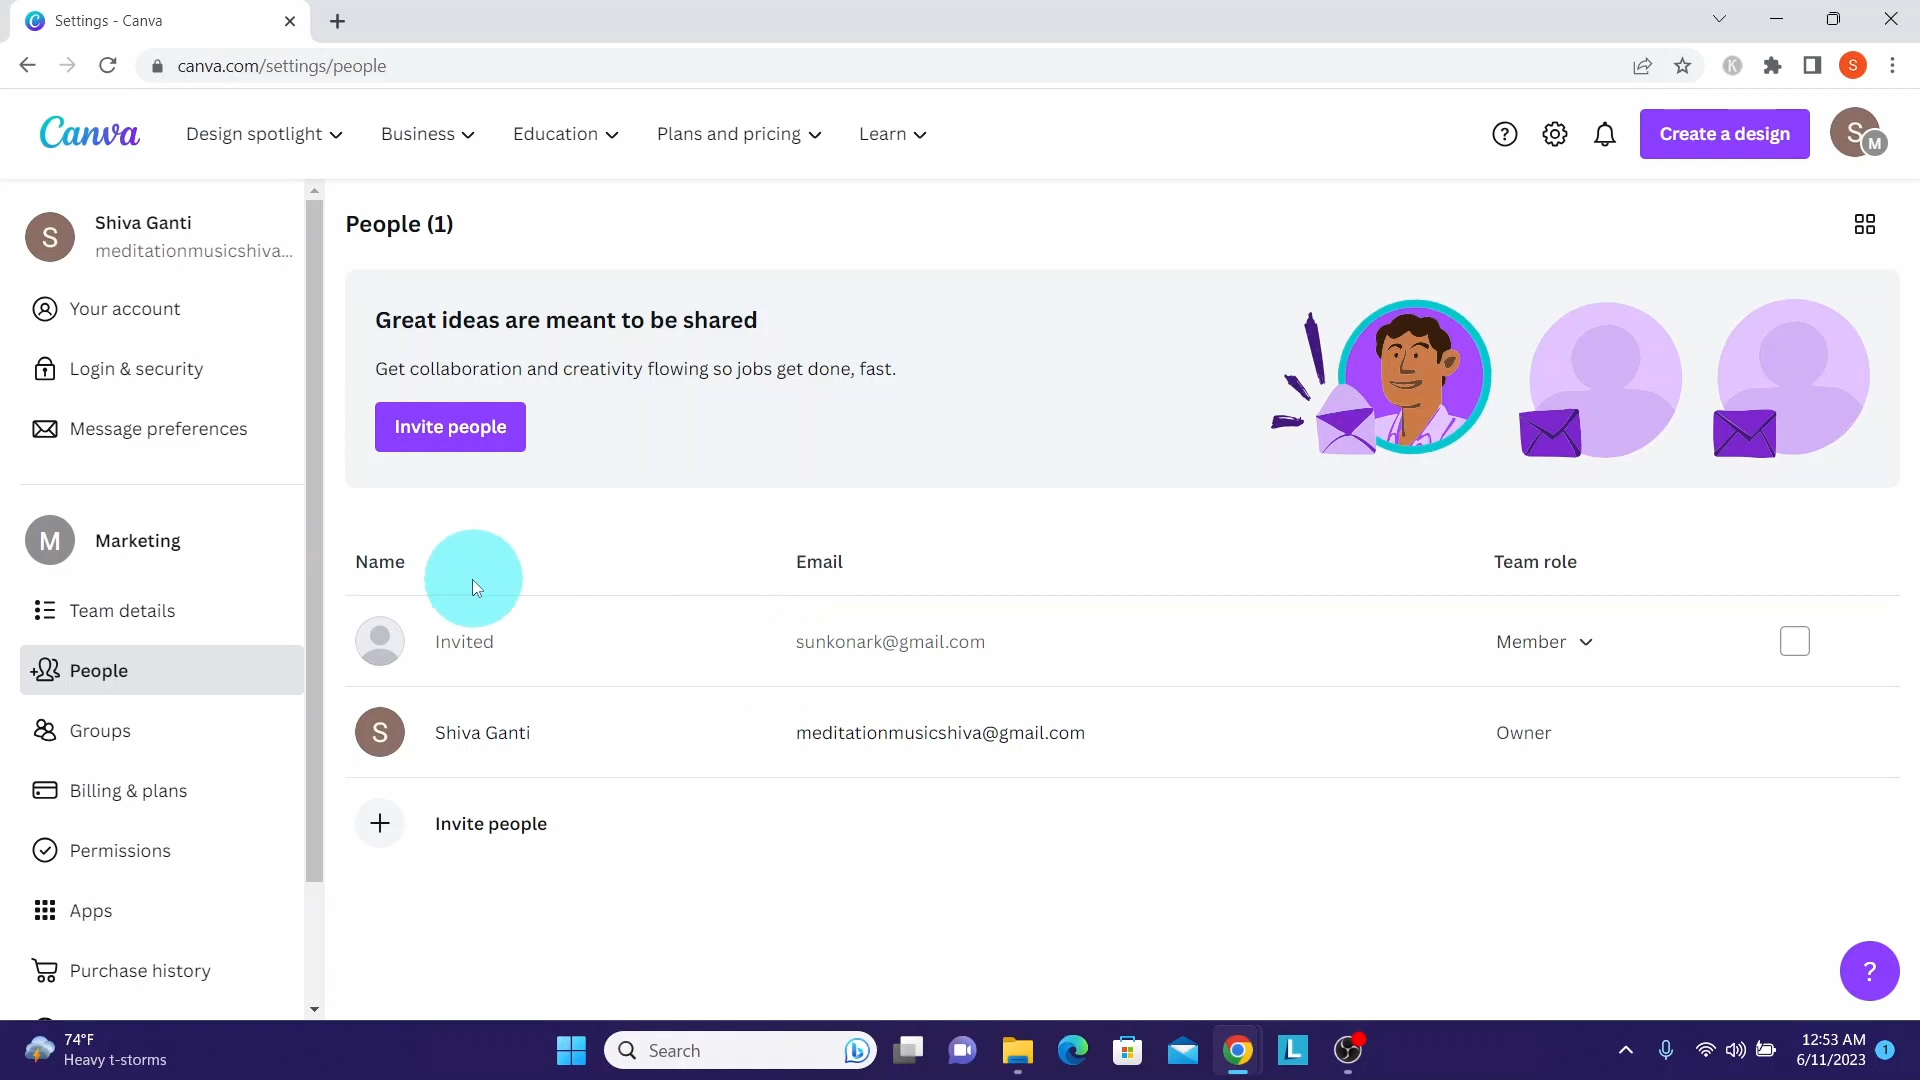 Settings - Canva
canva.com/settings/people
K
S
Canva
Design spotlight
Business
Education
Plans and pricing
Learn
?
Create a design
S
M
S
Shiva Ganti
meditationmusicshiva...
Your account
Login & security
Message preferences
M
Marketing
Team details
People
Groups
Billing & plans
Permissions
Apps
Purchase history
People (1)
Great ideas are meant to be shared
Get collaboration and creativity flowing so jobs get done, fast.
Invite people
Name
Email
Team role
Invited
sunkonark@gmail.com
Member
S
Shiva Ganti
meditationmusicshiva@gmail.com
Owner
Invite people
?
74°F
Heavy t-storms
Search
L
12:53 AM
6/11/2023
1